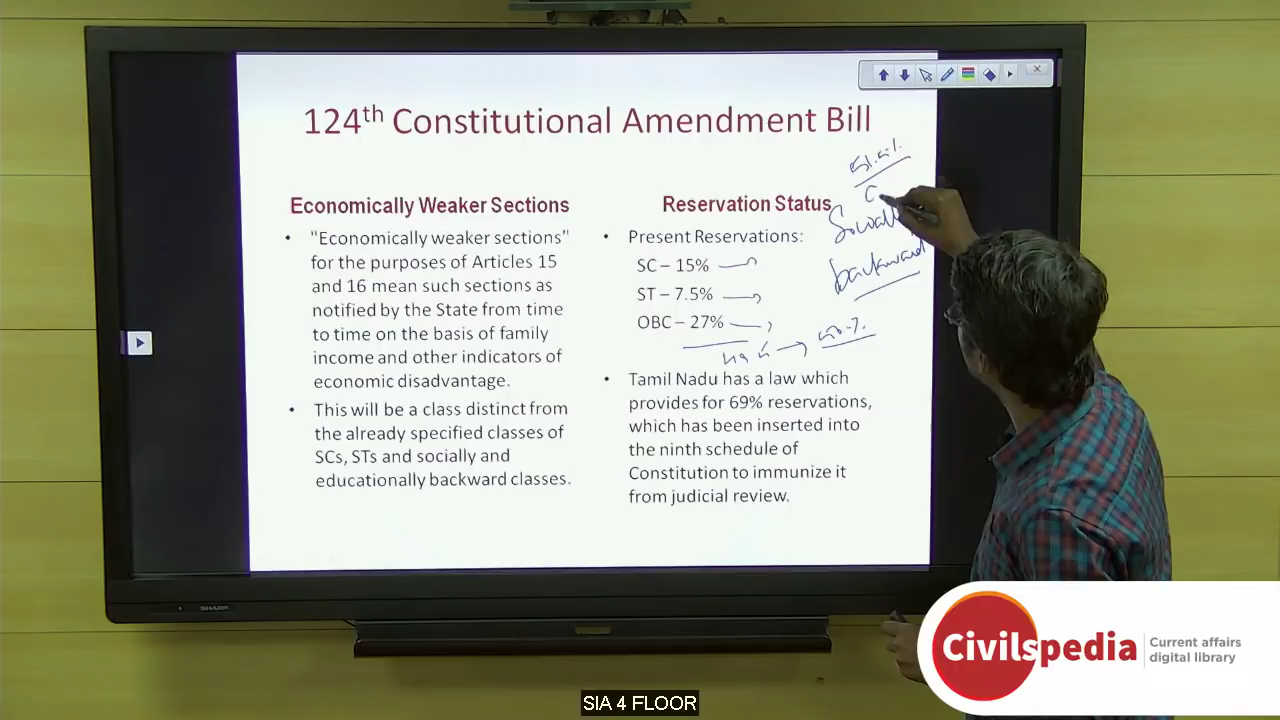 124th Constitutional Amendment Bill
Economically Weaker Sections
• "Economically weaker sections"
for the purposes of Articles 15
and 16 mean such sections as
notified by the State from time
to time on the basis of family
income and other indicators of
economic disadvantage.
• This will be a class distinct from
the already specified classes of
SCs, STs and socially and
educationally backward classes.
Reservation Status
• Present Reservations:
SC – 15%
ST – 7.5%
OBC – 27%
• Tamil Nadu has a law which
provides for 69% reservations,
which has been inserted into
the ninth schedule of
Constitution to immunize it
from judicial review.
backward
SHARP
Civilspedia
Current affairs
digital library
SIA 4 FLOOR